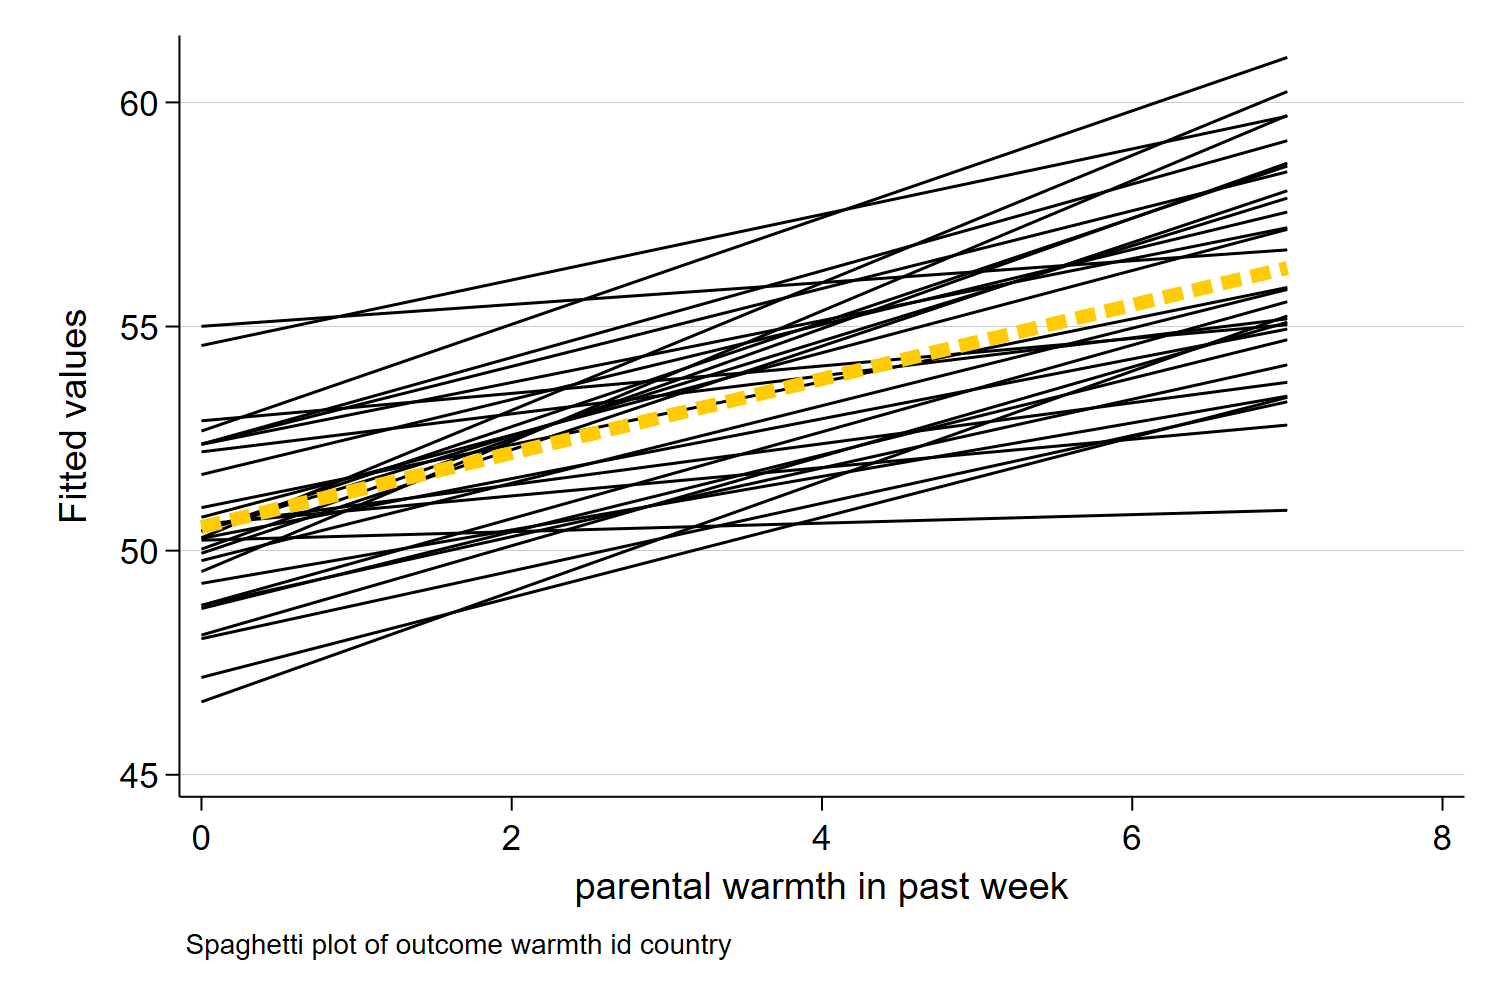 60
55
50
45
Fitted values
0 2 4 6 8
parental warmth in past week
Spaghetti plot of outcome warmth id country